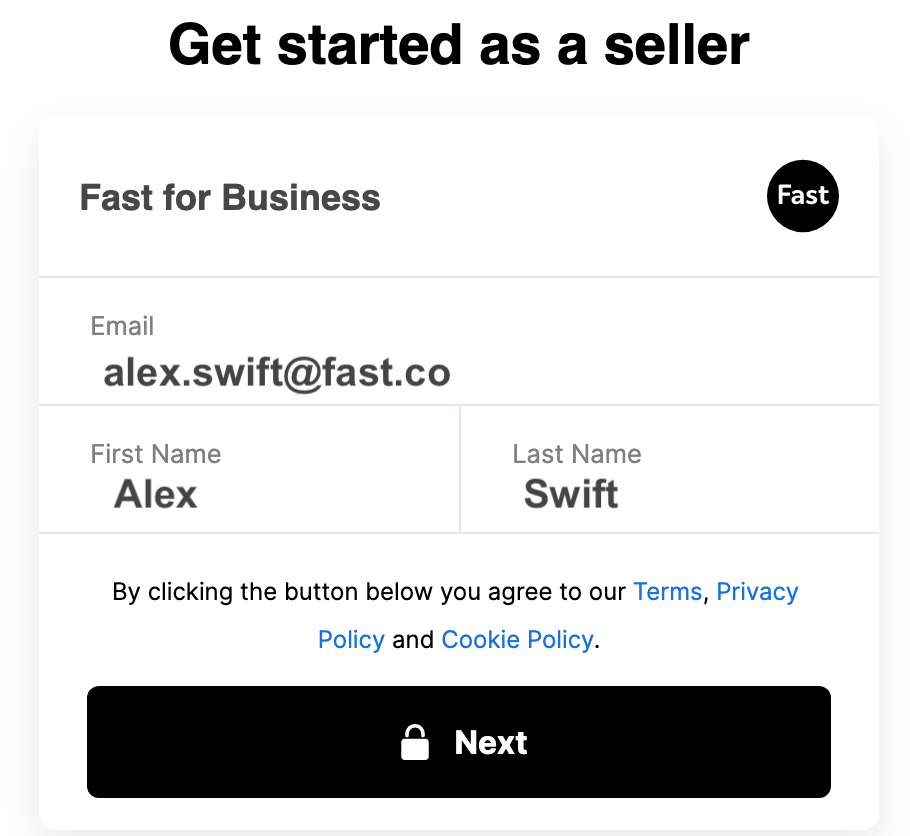 Get started as a seller
Fast for Business
Fast
Email
alex.swift@fast.co
First Name
Last Name
Alex
Swift
By clicking the button below you agree to our Terms, Privacy
Policy and Cookie Policy.
Next